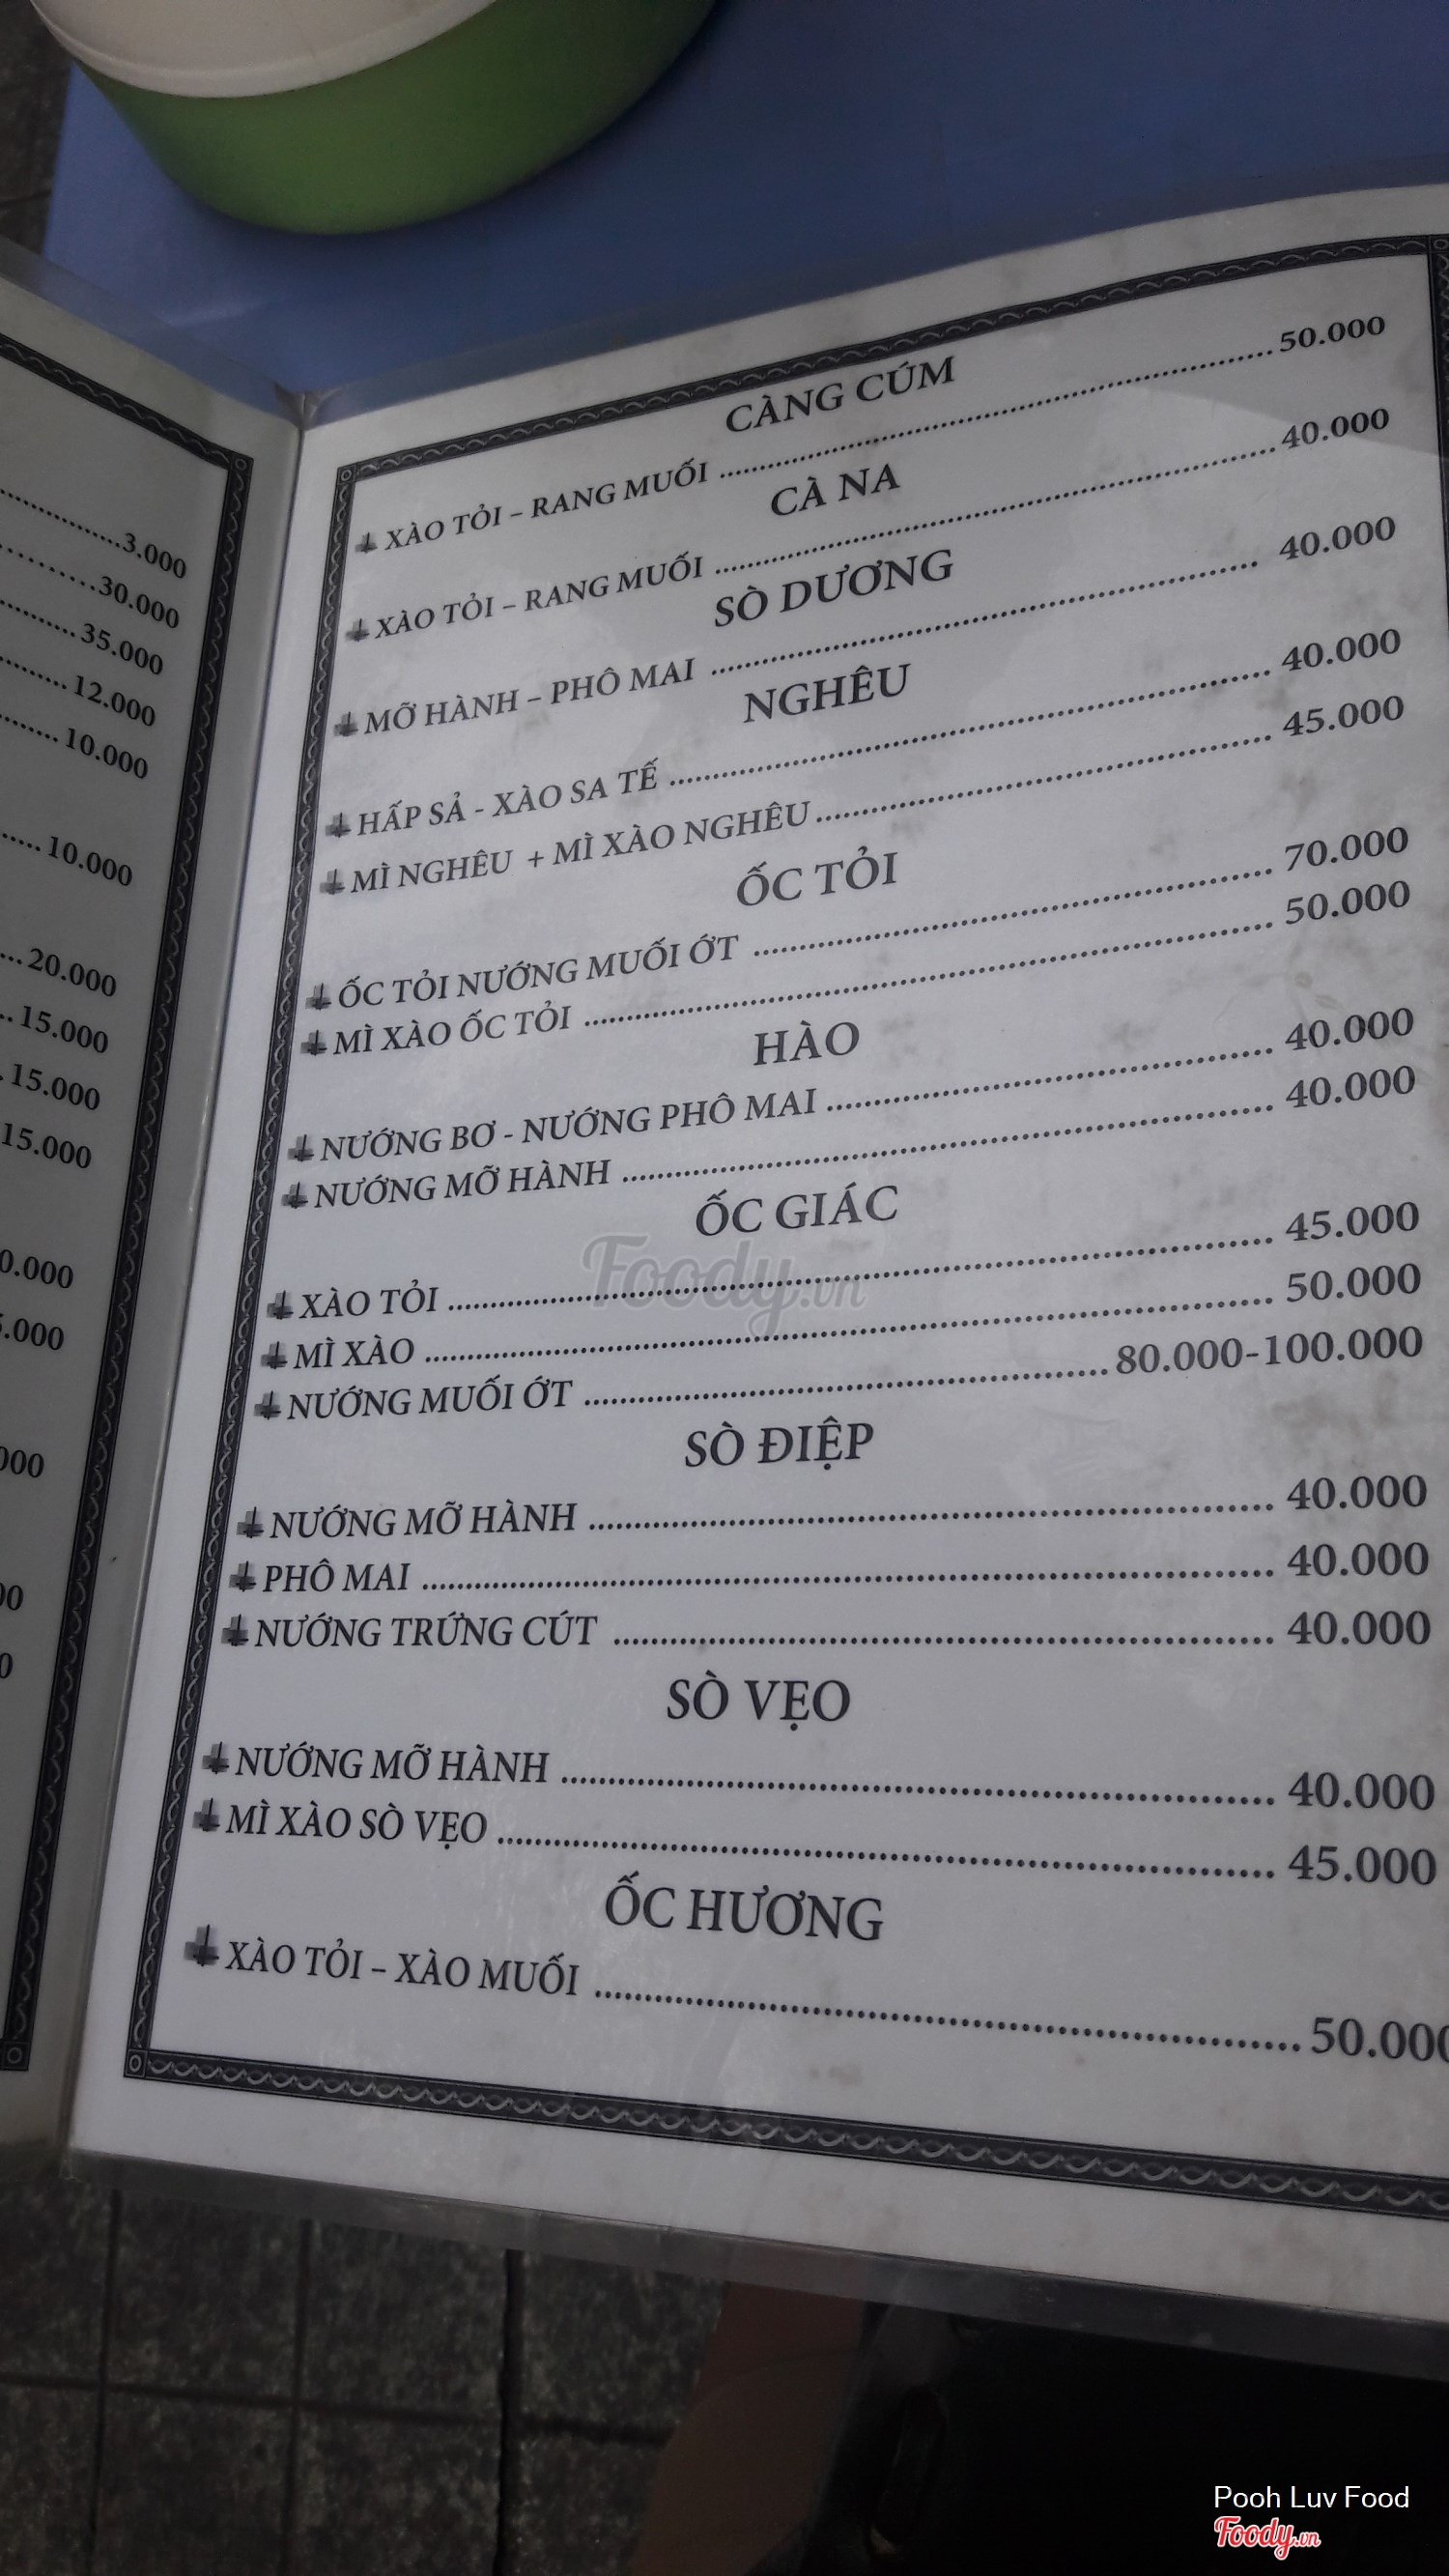 3.000
30.000
35.000
12.000
10.000
10.000
20.000
15.000
15.000
15.000
CÀNG CÚM
XÀO TỎI – RANG MUỐI 50.000
CÀ NA
XÀO TỎI – RANG MUỐI 40.000
SÒ DƯƠNG
MỠ HÀNH – PHÔ MAI 40.000
NGHÊU
HẤP SẢ - XÀO SA TẾ 40.000
MÌ NGHÊU + MÌ XÀO NGHÊU 45.000
ỐC TỎI
ỐC TỎI NƯỚNG MUỐI ỚT 70.000
MÌ XÀO ỐC TỎI 50.000
HÀO
NƯỚNG BƠ - NƯỚNG PHÔ MAI 40.000
NƯỚNG MỠ HÀNH 40.000
ỐC GIÁC
XÀO TỎI 45.000
MÌ XÀO 50.000
NƯỚNG MUỐI ỚT 80.000-100.000
SÒ ĐIỆP
NƯỚNG MỠ HÀNH 40.000
PHÔ MAI 40.000
NƯỚNG TRỨNG CÚT 40.000
SÒ VẸO
NƯỚNG MỠ HÀNH 40.000
MÌ XÀO SÒ VẸO 45.000
ỐC HƯƠNG
XÀO TỎI – XÀO MUỐI 50.000
Foody.vn
Pooh Luv Food
Foody.vn